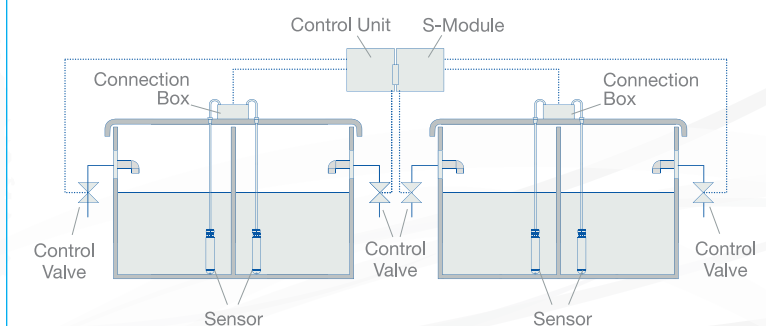 Control Unit
S-Module
Connection
Box
Connection
Box
Control
Valve
Control
Valve
Control
Valve
Sensor
Sensor